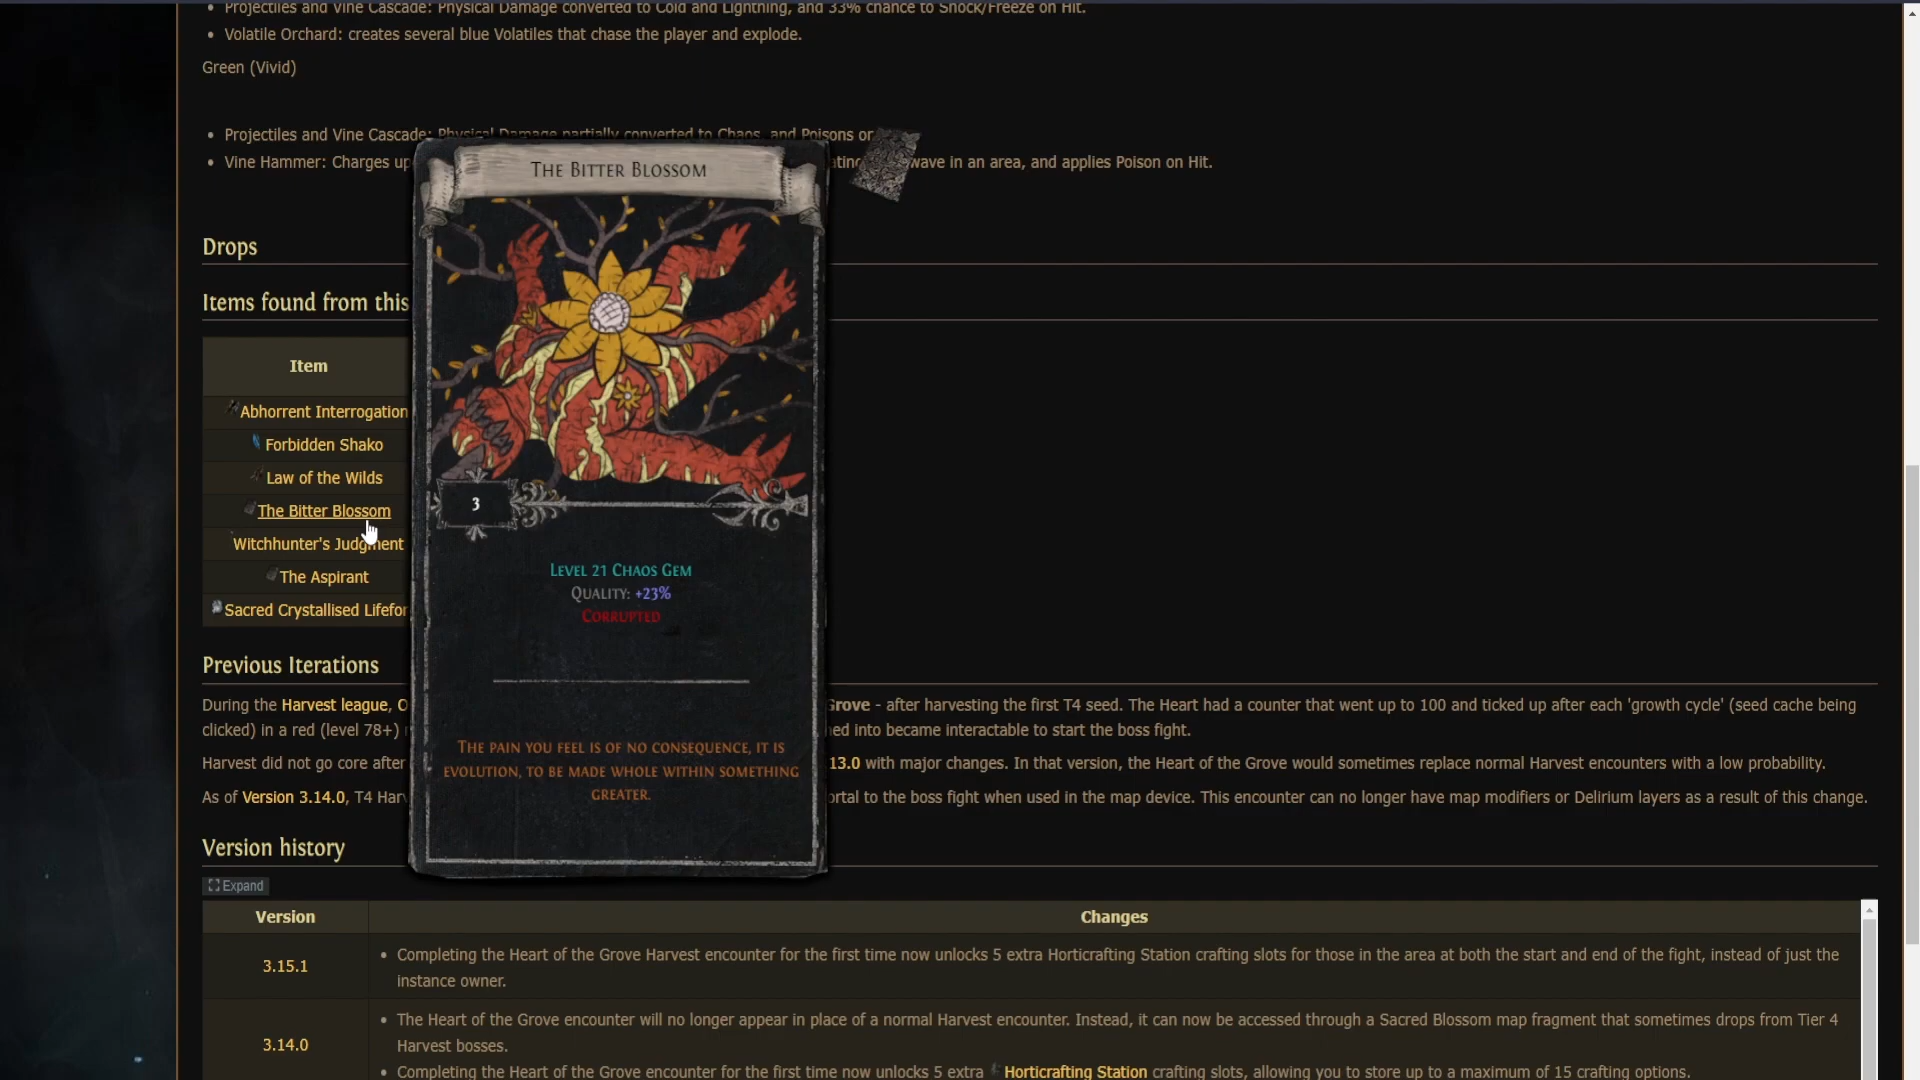 Projectiles and Vine Cascade: Physical Damage converted to Cold and Lightning, and 33% chance to Shock/Freeze on Hit.
Volatile Orchard: creates several blue Volatiles that chase the player and explode.
Green (Vivid)
Projectiles and Vine Cascade: Physical Damage partially converted to Chaos, and Poisons or
Vine Hammer: Charges up wave in an area, and applies Poison on Hit.
THE BITTER BLOSSOM
Drops
Items found from this
Item
Abhorrent Interrogation
Forbidden Shako
Law of the Wilds
The Bitter Blossom
Witchhunter's Judgment
The Aspirant
Sacred Crystallised
3
LEVEL 21 CHAOS GEM
QUALITY: +23%
CORRUPTED
THE PAIN YOU FEEL IS OF NO CONSEQUENCE, IT IS
EVOLUTION, TO BE MADE WHOLE WITHIN SOMETHING
GREATER.
Previous Iterations
During the Harvest league, Grove - after harvesting the first T4 seed. The Heart had a counter that went up to 100 and ticked up after each 'growth cycle' (seed cache being
clicked) in a red (level 78+) into became interactable to start the boss fight.
Harvest did not go core after 13.0 with major changes. In that version, the Heart of the Grove would sometimes replace normal Harvest encounters with a low probability.
As of Version 3.14.0, T4 to the boss fight when used in the map device. This encounter can no longer have map modifiers or Delirium layers as a result of this change.
Version history
Expand
Version Changes
3.15.1
Completing the Heart of the Grove Harvest encounter for the first time now unlocks 5 extra Horticrafting Station crafting slots for those in the area at both the start and end of the fight, instead of just the
instance owner.
3.14.0
The Heart of the Grove encounter will no longer appear in place of a normal Harvest encounter. Instead, it can now be accessed through a Sacred Blossom map fragment that sometimes drops from Tier 4
Harvest bosses.
Completing the Heart of the Grove encounter for the first time now unlocks 5 extra Horticrafting Station crafting slots, allowing you to store up to a maximum of 15 crafting options.